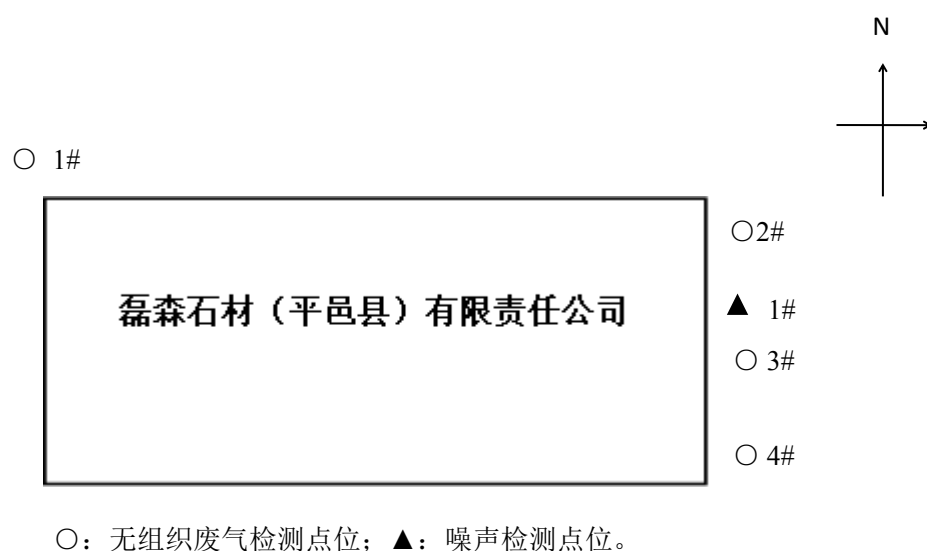 N
○ 1#
○2#
磊森石材（平邑县）有限责任公司
▲ 1#
○ 3#
○ 4#
○：无组织废气检测点位；▲：噪声检测点位。